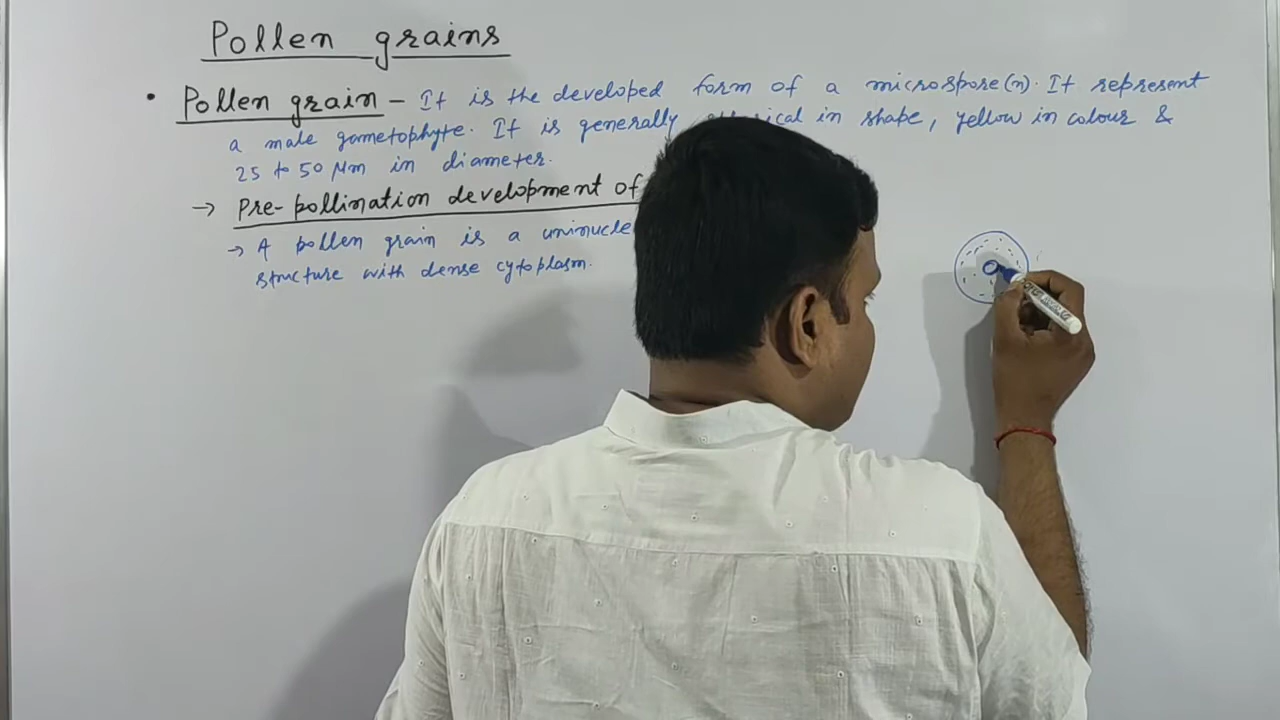 Pollen grains
• Pollen grain - It is the developed form of a microspore(n). It represent
a male gametophyte. It is generally in shape, yellow in colour &
25 to 50 μm in diameter.
→ Pre-pollination development of
→ A pollen grain is a
structure with dense cytoplasm.